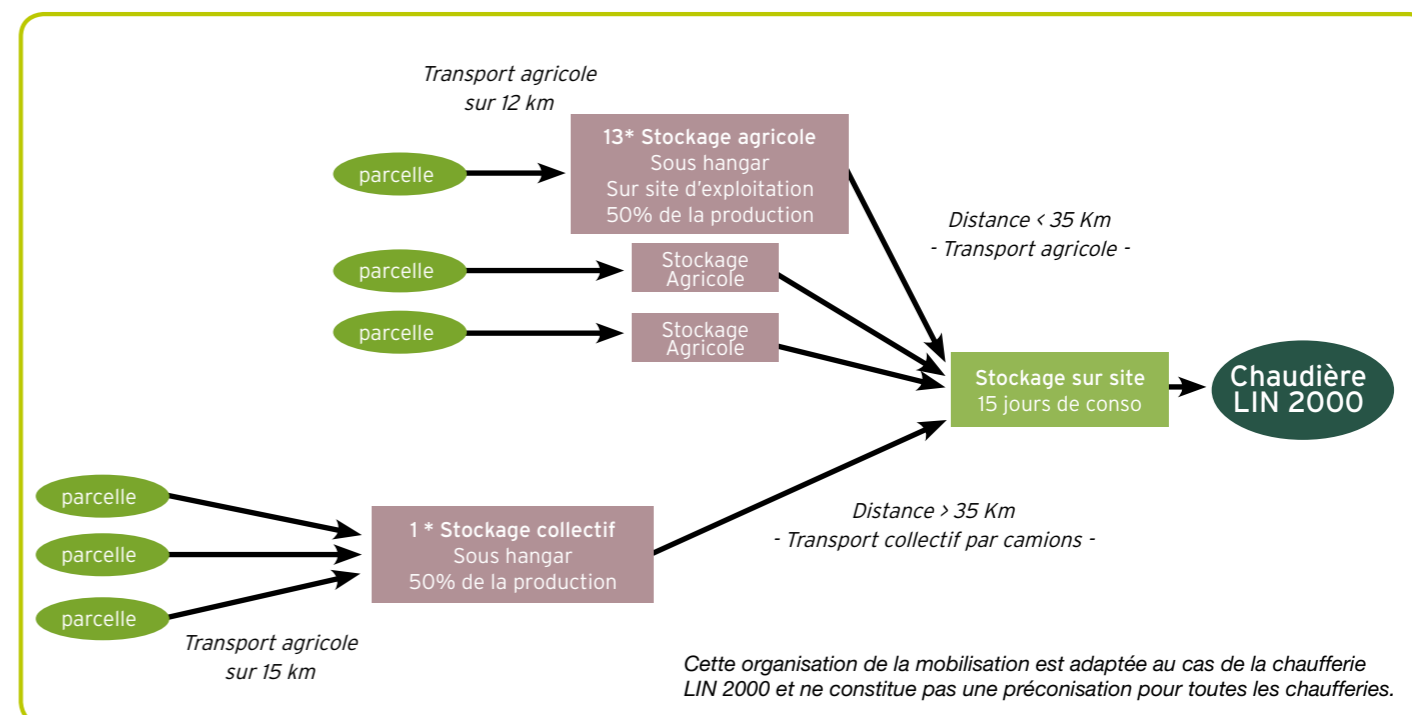 Transport agricole
sur 12 km
13* Stockage agricole
Sous hangar
Sur site d'exploitation
50% de la production
parcelle
Distance < 35 Km
- Transport agricole -
parcelle
Stockage
Agricole
parcelle
Stockage
Agricole
Stockage sur site
15 jours de conso
Chaudière
LIN 2000
parcelle
parcelle
parcelle
1 * Stockage collectif
Sous hangar
50% de la production
Distance > 35 Km
- Transport collectif par camions -
Transport agricole
sur 15 km
Cette organisation de la mobilisation est adaptée au cas de la chaufferie
LIN 2000 et ne constitue pas une préconisation pour toutes les chaufferies.